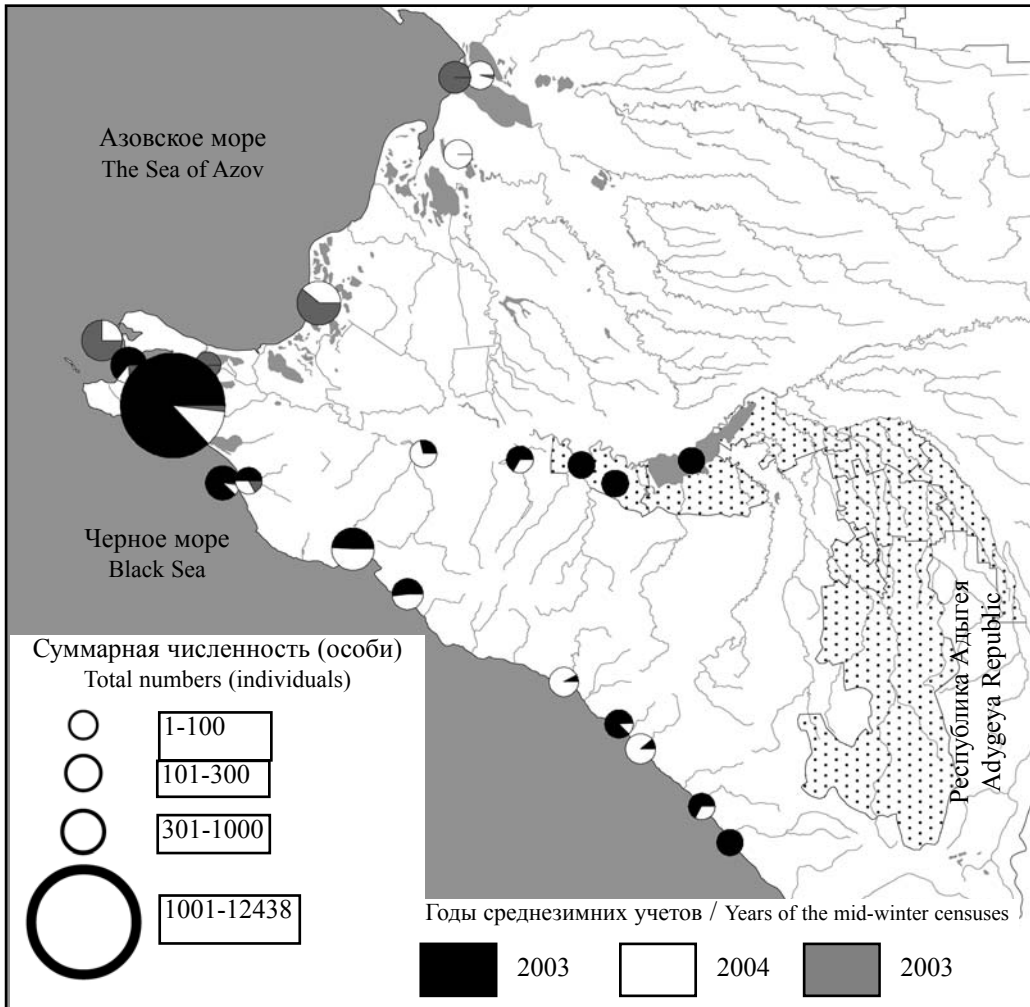 Азовское море
The Sea of Azov
Черное море
Black Sea
Республика Адыгея
Adygeya Republic
Суммарная численность (особи)
Total numbers (individuals)
1-100
101-300
301-1000
1001-12438
Годы среднезимних учетов / Years of the mid-winter censuses
2003
2004
2003